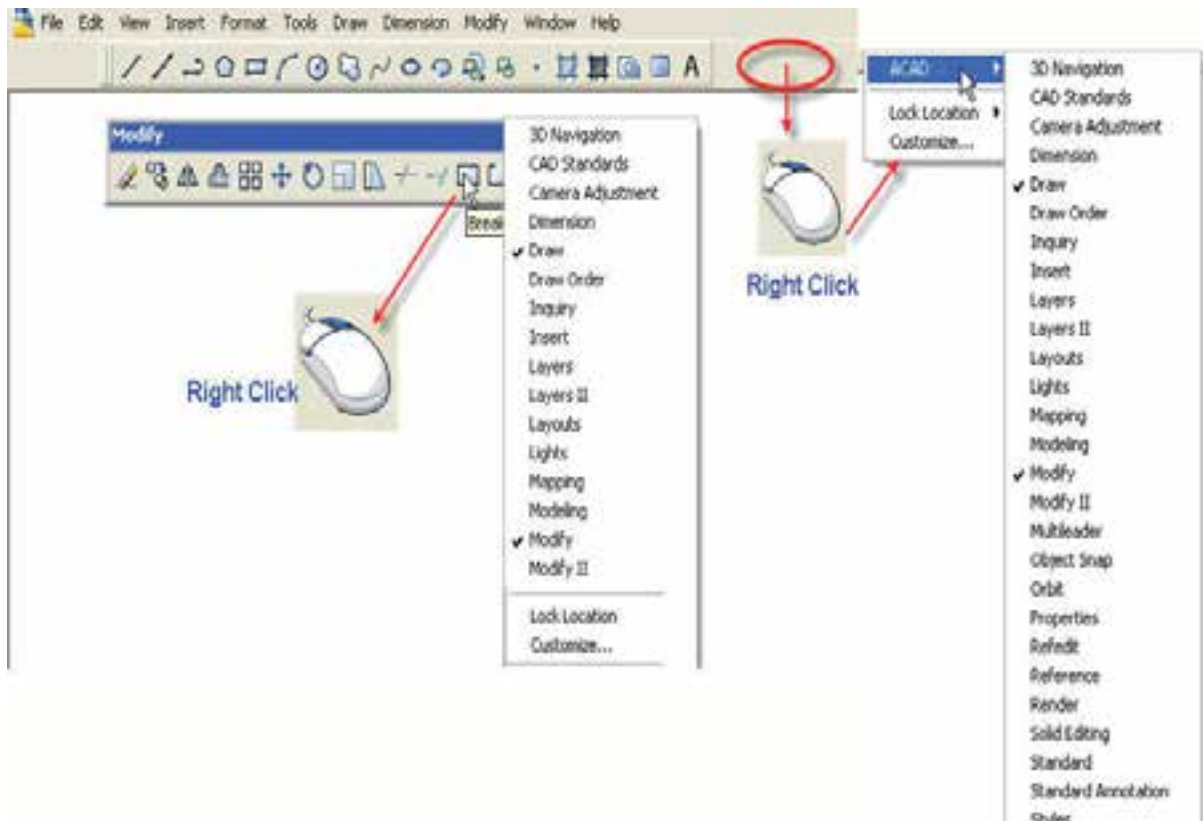 File Edit View Insert Format Tools Draw Dimension Modify Window Help
A
Modify
Break
Right Click
3D Navigation
CAD Standards
Camera Adjustment
Dimension
Draw
Draw Order
Inquiry
Insert
Layers
Layers II
Layouts
Lights
Mapping
Modeling
Modify
Modify II
Lock Location
Customize...
Right Click
ACAD
Lock Location
Customize...
3D Navigation
CAD Standards
Camera Adjustment
Dimension
Draw
Draw Order
Inquiry
Insert
Layers
Layers II
Layouts
Lights
Mapping
Modeling
Modify
Modify II
Multileader
Object Snap
Orbit
Properties
Refedit
Reference
Render
Solid Editing
Standard
Standard Annotation
Styles